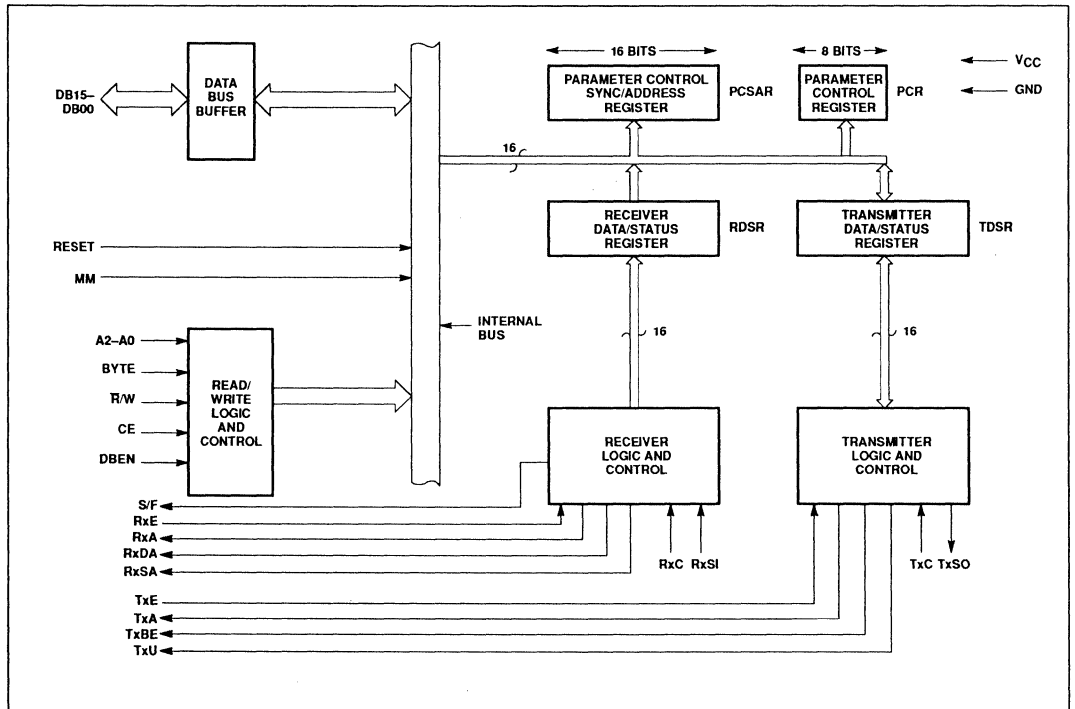 16 BITS
8 BITS
DB15–
DB00
DATA
BUS
BUFFER
PARAMETER CONTROL
SYNC/ADDRESS
REGISTER
PCSAR
PARAMETER
CONTROL
REGISTER
PCR
VCC
GND
16
RECEIVER
DATA/STATUS
REGISTER
RDSR
TRANSMITTER
DATA/STATUS
REGISTER
TDSR
RESET
MM
INTERNAL
BUS
16
16
A2–A0
BYTE
R̅/W
CE
DBEN
READ/
WRITE
LOGIC
AND
CONTROL
RECEIVER
LOGIC AND
CONTROL
TRANSMITTER
LOGIC AND
CONTROL
S/F
RxE
RxA
RxDA
RxSA
RxC RxSI
TxC TxSO
TxE
TxA
TxBE
TxU